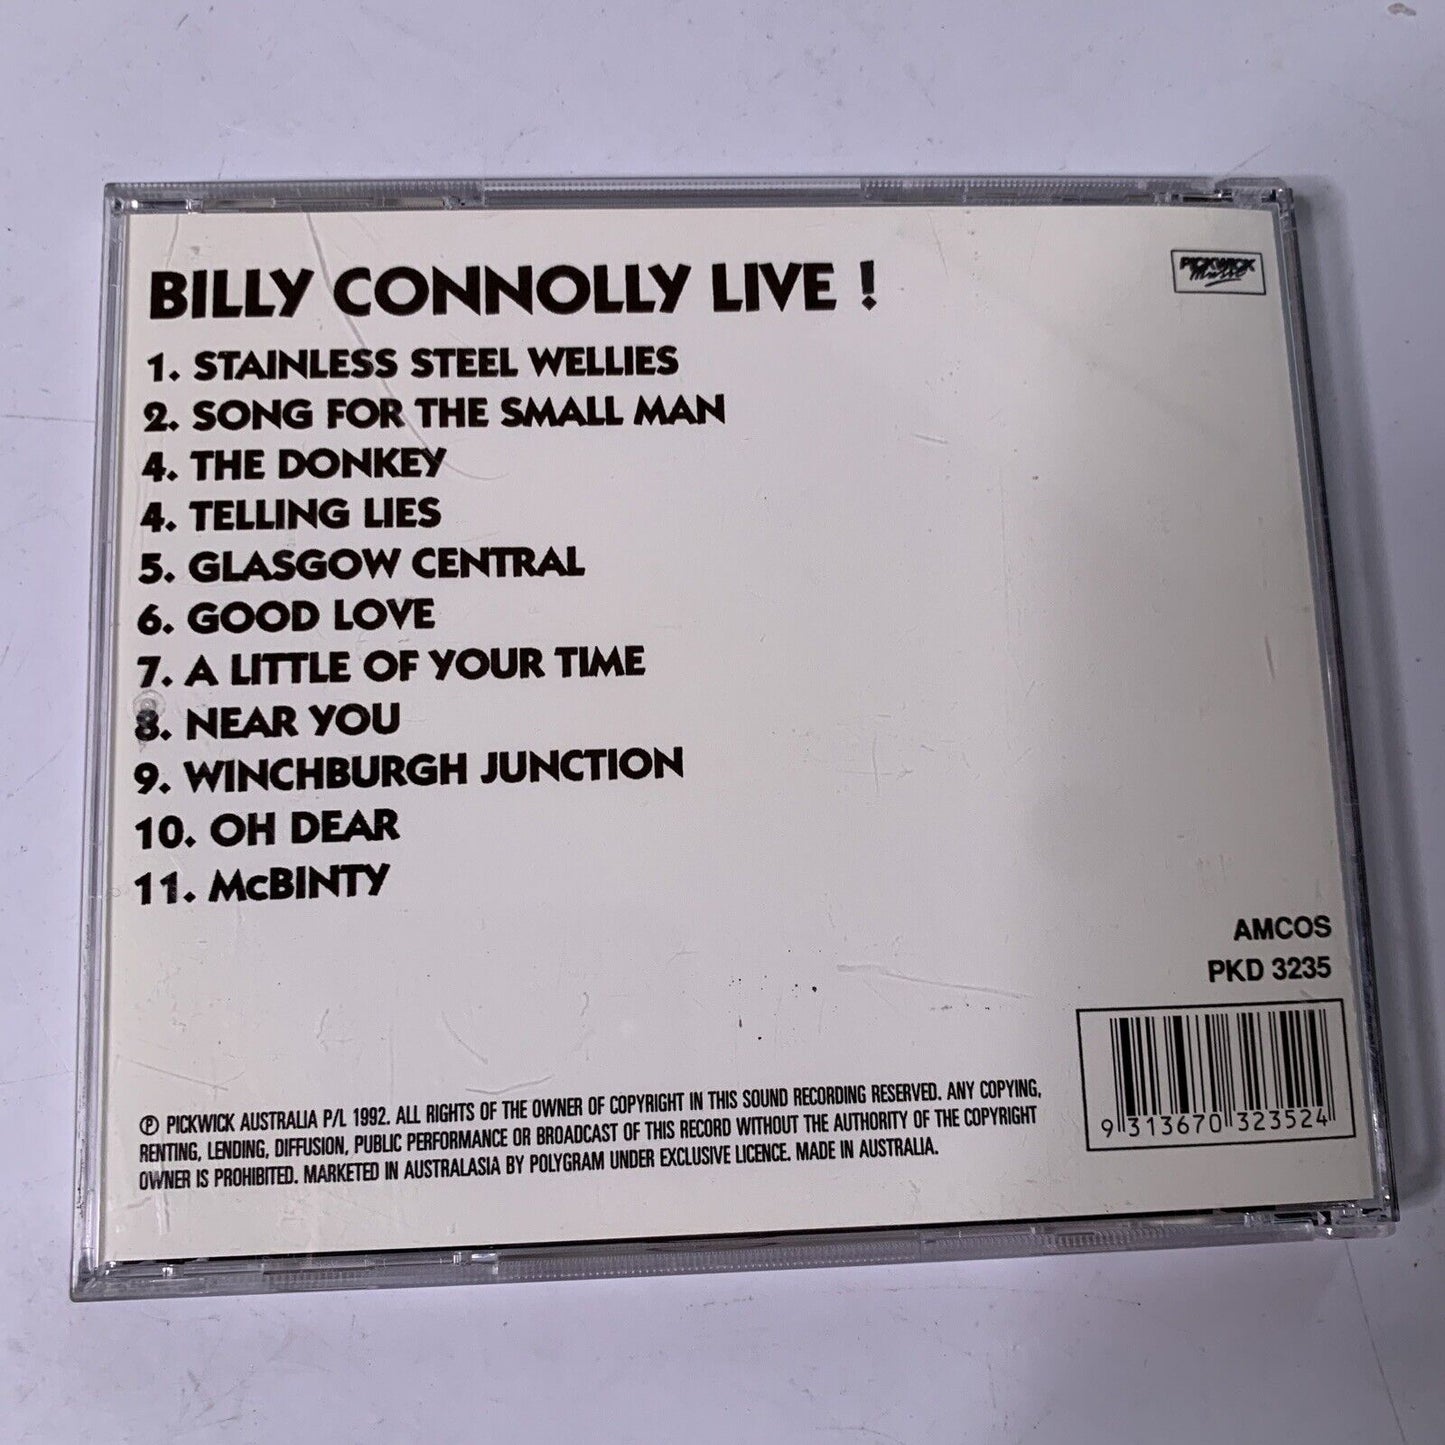 BILLY CONNOLLY LIVE !
PICKWICK
Music
1. STAINLESS STEEL WELLIES
2. SONG FOR THE SMALL MAN
4. THE DONKEY
4. TELLING LIES
5. GLASGOW CENTRAL
6. GOOD LOVE
7. A LITTLE OF YOUR TIME
8. NEAR YOU
9. WINCHBURGH JUNCTION
10. OH DEAR
11. McBINTY
AMCOS
PKD 3235
9 313670 323524
Ⓟ PICKWICK AUSTRALIA P/L 1992. ALL RIGHTS OF THE OWNER OF COPYRIGHT IN THIS SOUND RECORDING RESERVED. ANY COPYING,
RENTING, LENDING, DIFFUSION, PUBLIC PERFORMANCE OR BROADCAST OF THIS RECORD WITHOUT THE AUTHORITY OF THE COPYRIGHT
OWNER IS PROHIBITED. MARKETED IN AUSTRALASIA BY POLYGRAM UNDER EXCLUSIVE LICENCE. MADE IN AUSTRALIA.